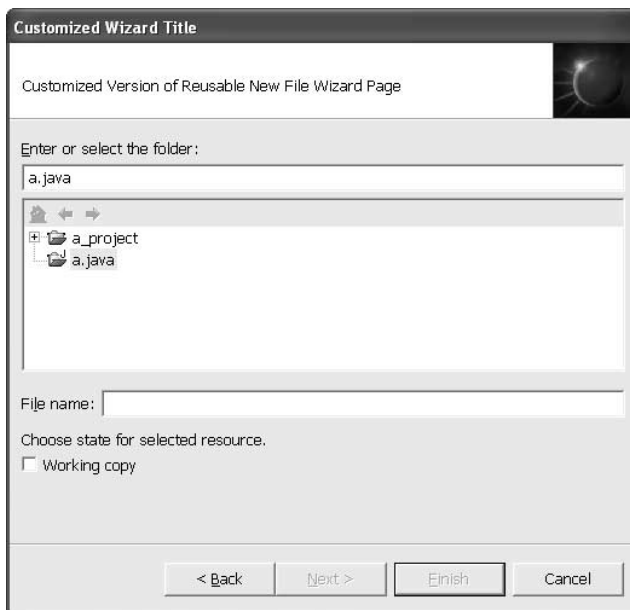 Customized Wizard Title
Customized Version of Reusable New File Wizard Page
Enter or select the folder:
a.java
a_project
a.java
File name:
Choose state for selected resource.
Working copy
< Back Next > Finish Cancel